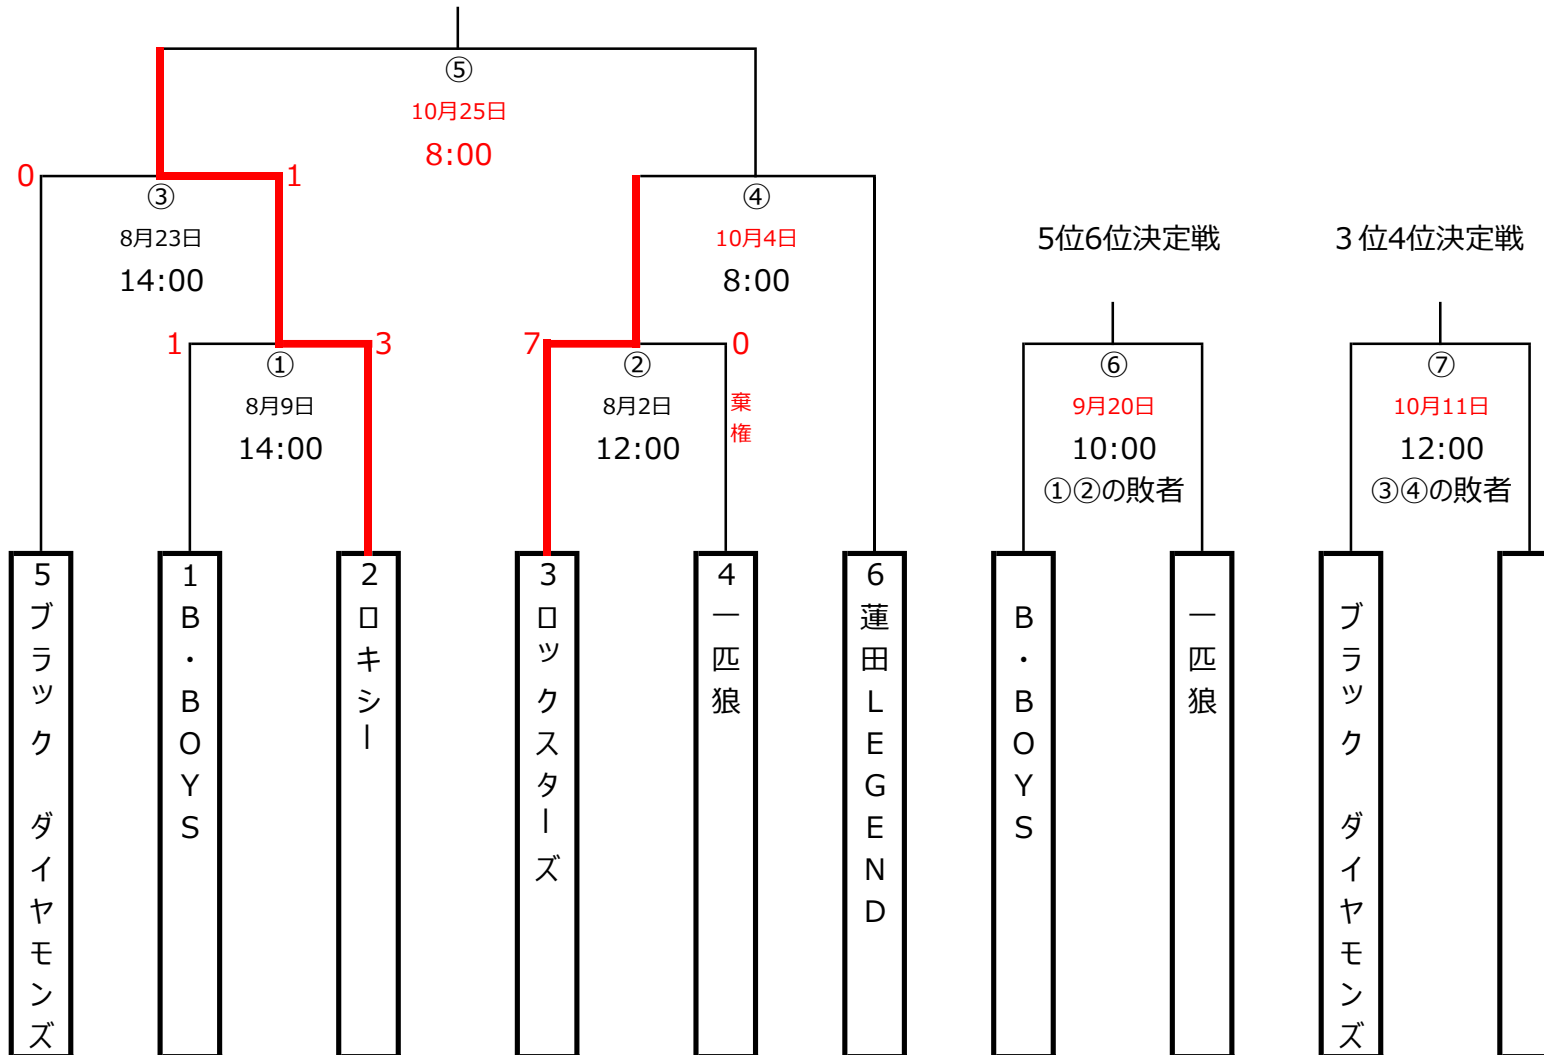 ⑤
10月25日
8:00
0
1
③
8月23日
14:00
④
10月4日
8:00
5位6位決定戦
３位4位決定戦
1
3
①
8月9日
14:00
7
0
②
8月2日
12:00
棄権
⑥
9月20日
10:00
①②の敗者
⑦
10月11日
12:00
③④の敗者
5ブラック　ダイヤモンズ
1B・BOYS
2ロキシー
3ロックスターズ
4一匹狼
6蓮田LEGEND
B・BOYS
一匹狼
ブラック　ダイヤモンズ